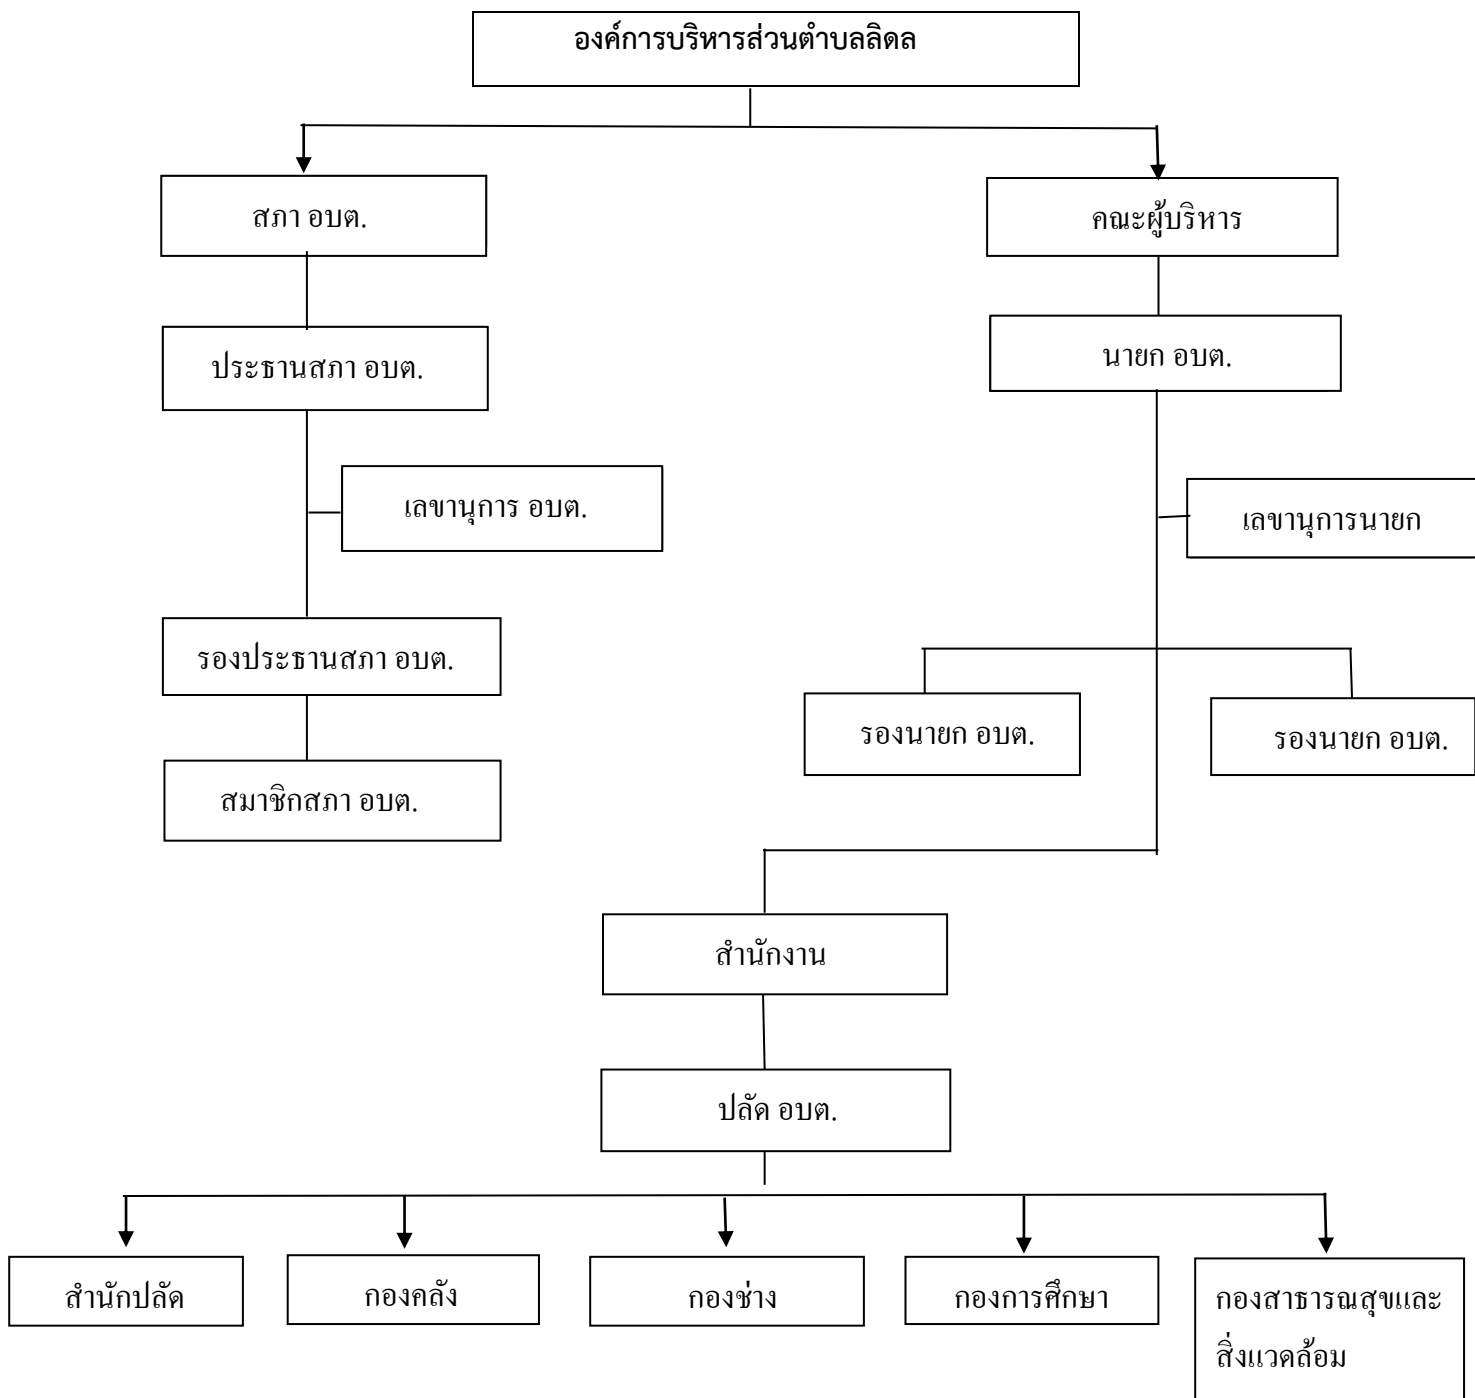 องค์การบริหารส่วนตำบลลิดล
สภา อบต.
คณะผู้บริหาร
ประธานสภา อบต.
นายก อบต.
เลขานุการ อบต.
เลขานุการนายก
รองประธานสภา อบต.
รองนายก อบต.
รองนายก อบต.
สมาชิกสภา อบต.
สำนักงาน
ปลัด อบต.
สำนักปลัด
กองคลัง
กองช่าง
กองการศึกษา
กองสาธารณสุขและ
สิ่งแวดล้อม